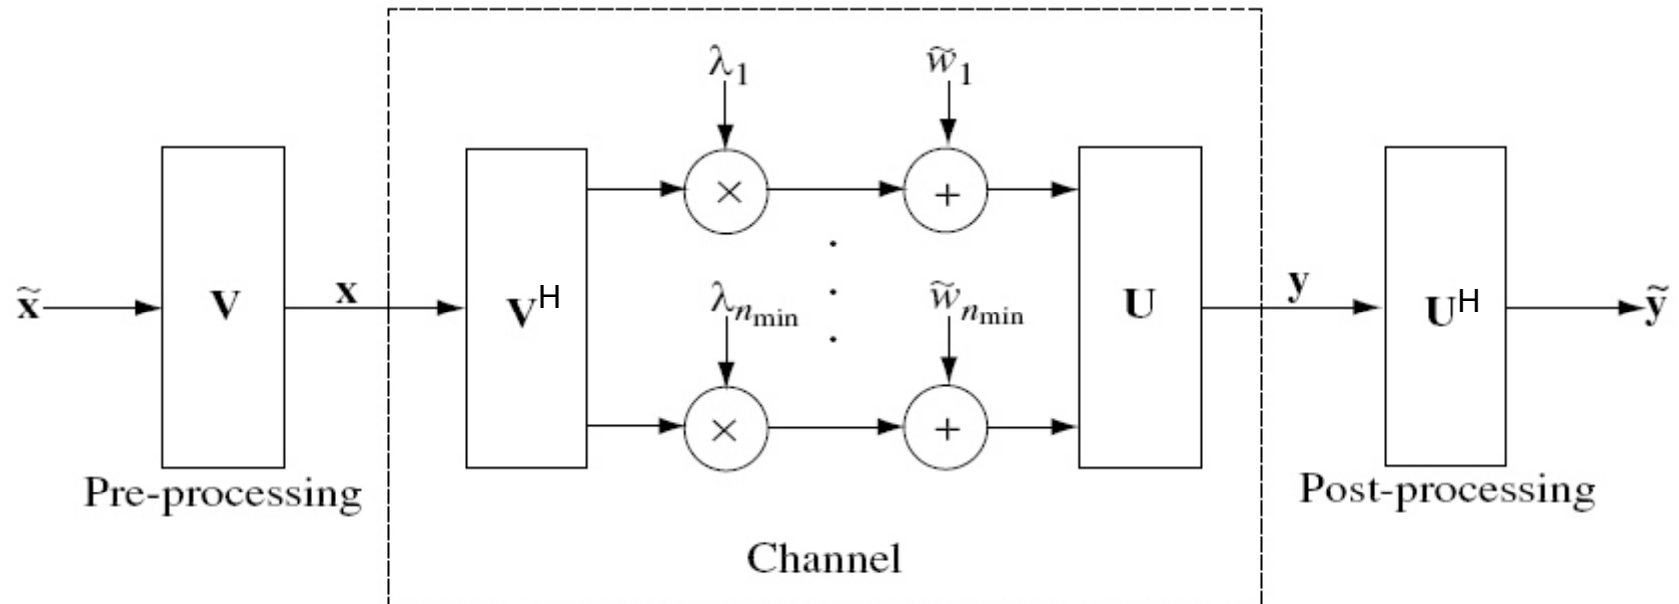 λ₁ w̃₁
x̃ V x Vᴴ × + U y Uᴴ ỹ
λₙₘᵢₙ w̃ₙₘᵢₙ
× +
Pre-processing Post-processing
Channel